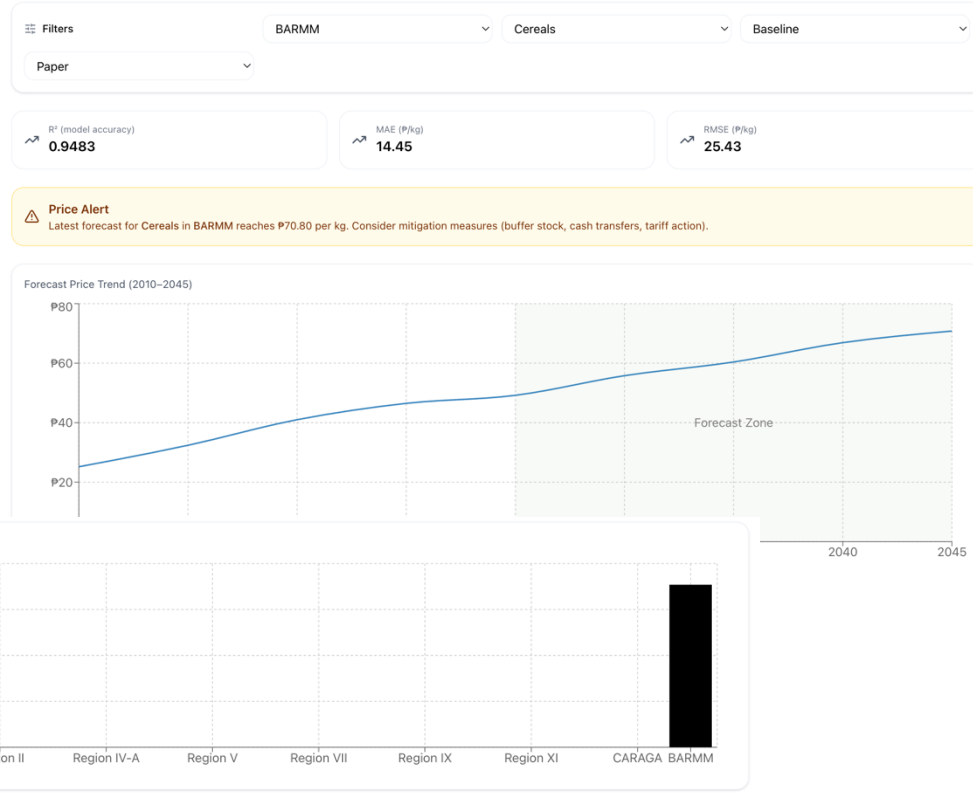 Filters
BARMM
Cereals
Baseline
Paper
R² (model accuracy)
0.9483
MAE (₱/kg)
14.45
RMSE (₱/kg)
25.43
Price Alert
Latest forecast for Cereals in BARMM reaches ₱70.80 per kg. Consider mitigation measures (buffer stock, cash transfers, tariff action).
Forecast Price Trend (2010–2045)
₱80
₱60
₱40
₱20
Forecast Zone
2040
2045
on II
Region IV-A
Region V
Region VII
Region IX
Region XI
CARAGA
BARMM